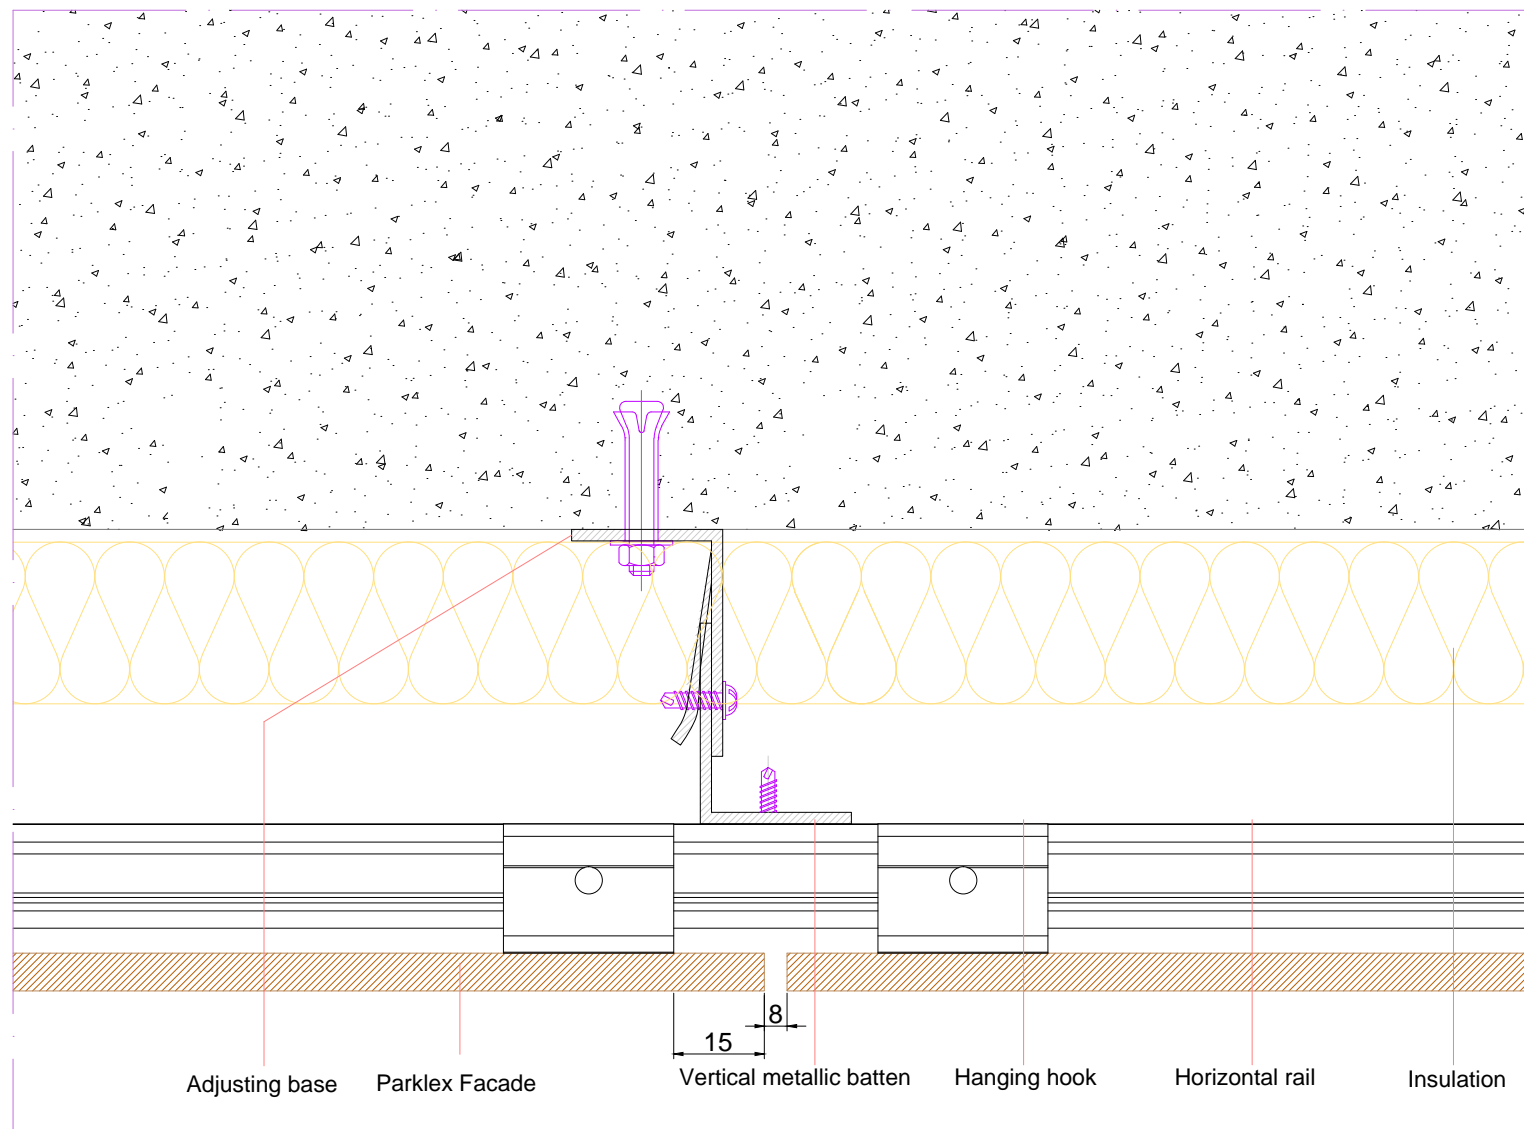 8
15
Adjusting base
Parklex Facade
Vertical metallic batten
Hanging hook
Horizontal rail
Insulation